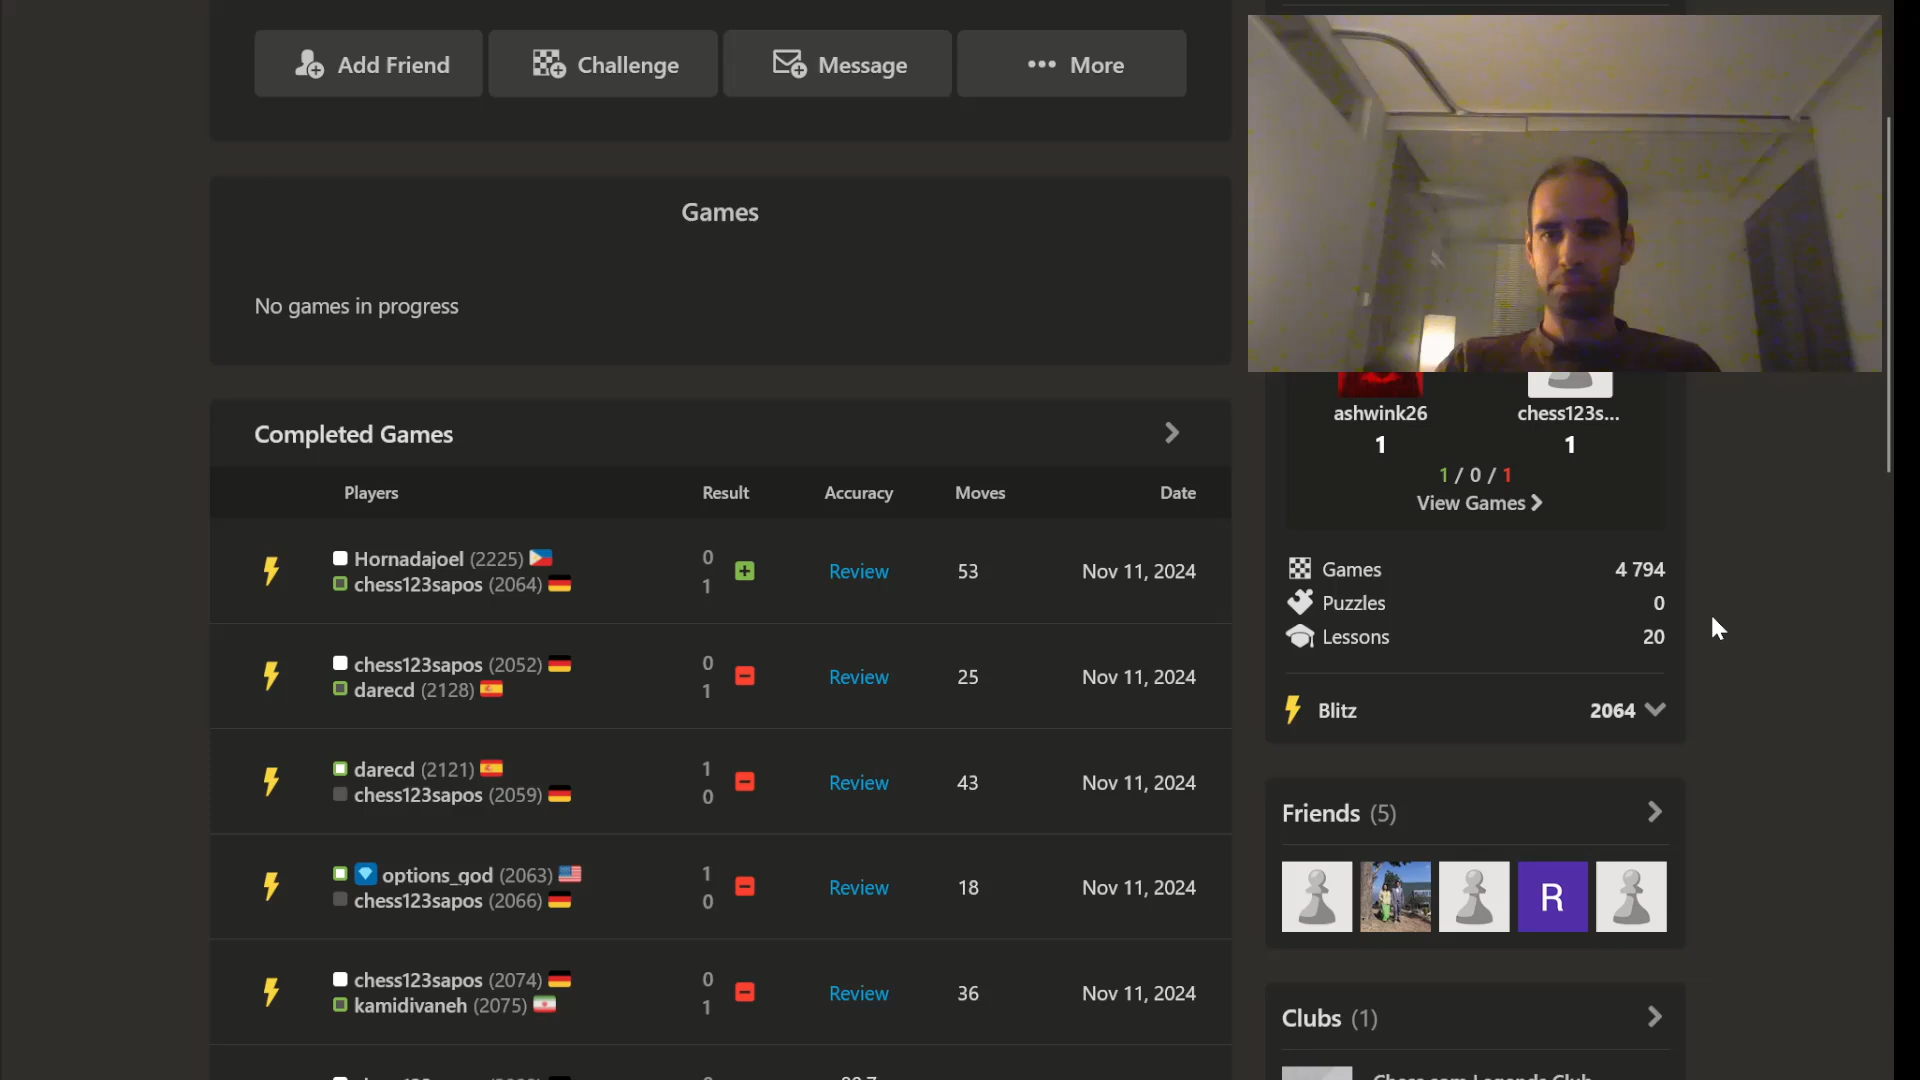 Add Friend
Challenge
Message
More
Games
No games in progress
Completed Games
Players Result Accuracy Moves Date
Hornadajoel (2225) 0
chess123sapos (2064) 1
Review 53 Nov 11, 2024
chess123sapos (2052) 0
darecd (2128) 1
Review 25 Nov 11, 2024
darecd (2121) 1
chess123sapos (2059) 0
Review 43 Nov 11, 2024
options_god (2063) 1
chess123sapos (2066) 0
Review 18 Nov 11, 2024
chess123sapos (2074) 0
kamidivaneh (2075) 1
Review 36 Nov 11, 2024
ashwink26 chess123s...
1 1
1 / 0 / 1
View Games
Games 4 794
Puzzles 0
Lessons 20
Blitz 2064
Friends (5)
R
Clubs (1)